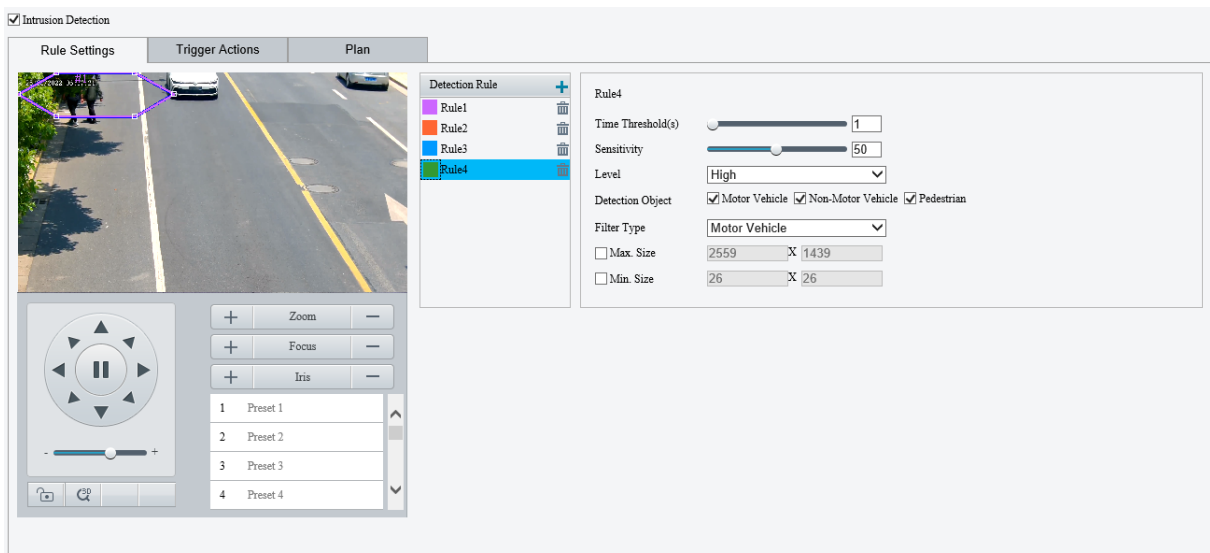 Intrusion Detection
Rule Settings Trigger Actions Plan
Detection Rule
Rule1
Rule2
Rule3
Rule4
Rule4
Time Threshold(s) 1
Sensitivity 50
Level High
Detection Object Motor Vehicle Non-Motor Vehicle Pedestrian
Filter Type Motor Vehicle
Max. Size 2559 X 1439
Min. Size 26 X 26
+ Zoom —
+ Focus —
+ Iris —
1 Preset 1
2 Preset 2
3 Preset 3
4 Preset 4
- +
3D